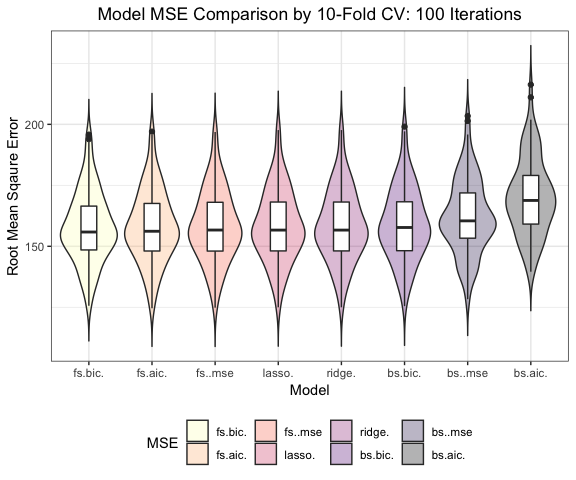 Model MSE Comparison by 10-Fold CV: 100 Iterations
Root Mean Sqaure Error
200
150
fs.bic. fs.aic. fs..mse lasso. ridge. bs.bic. bs..mse bs.aic.
Model
MSE
fs.bic. fs..mse ridge. bs..mse
fs.aic. lasso. bs.bic. bs.aic.